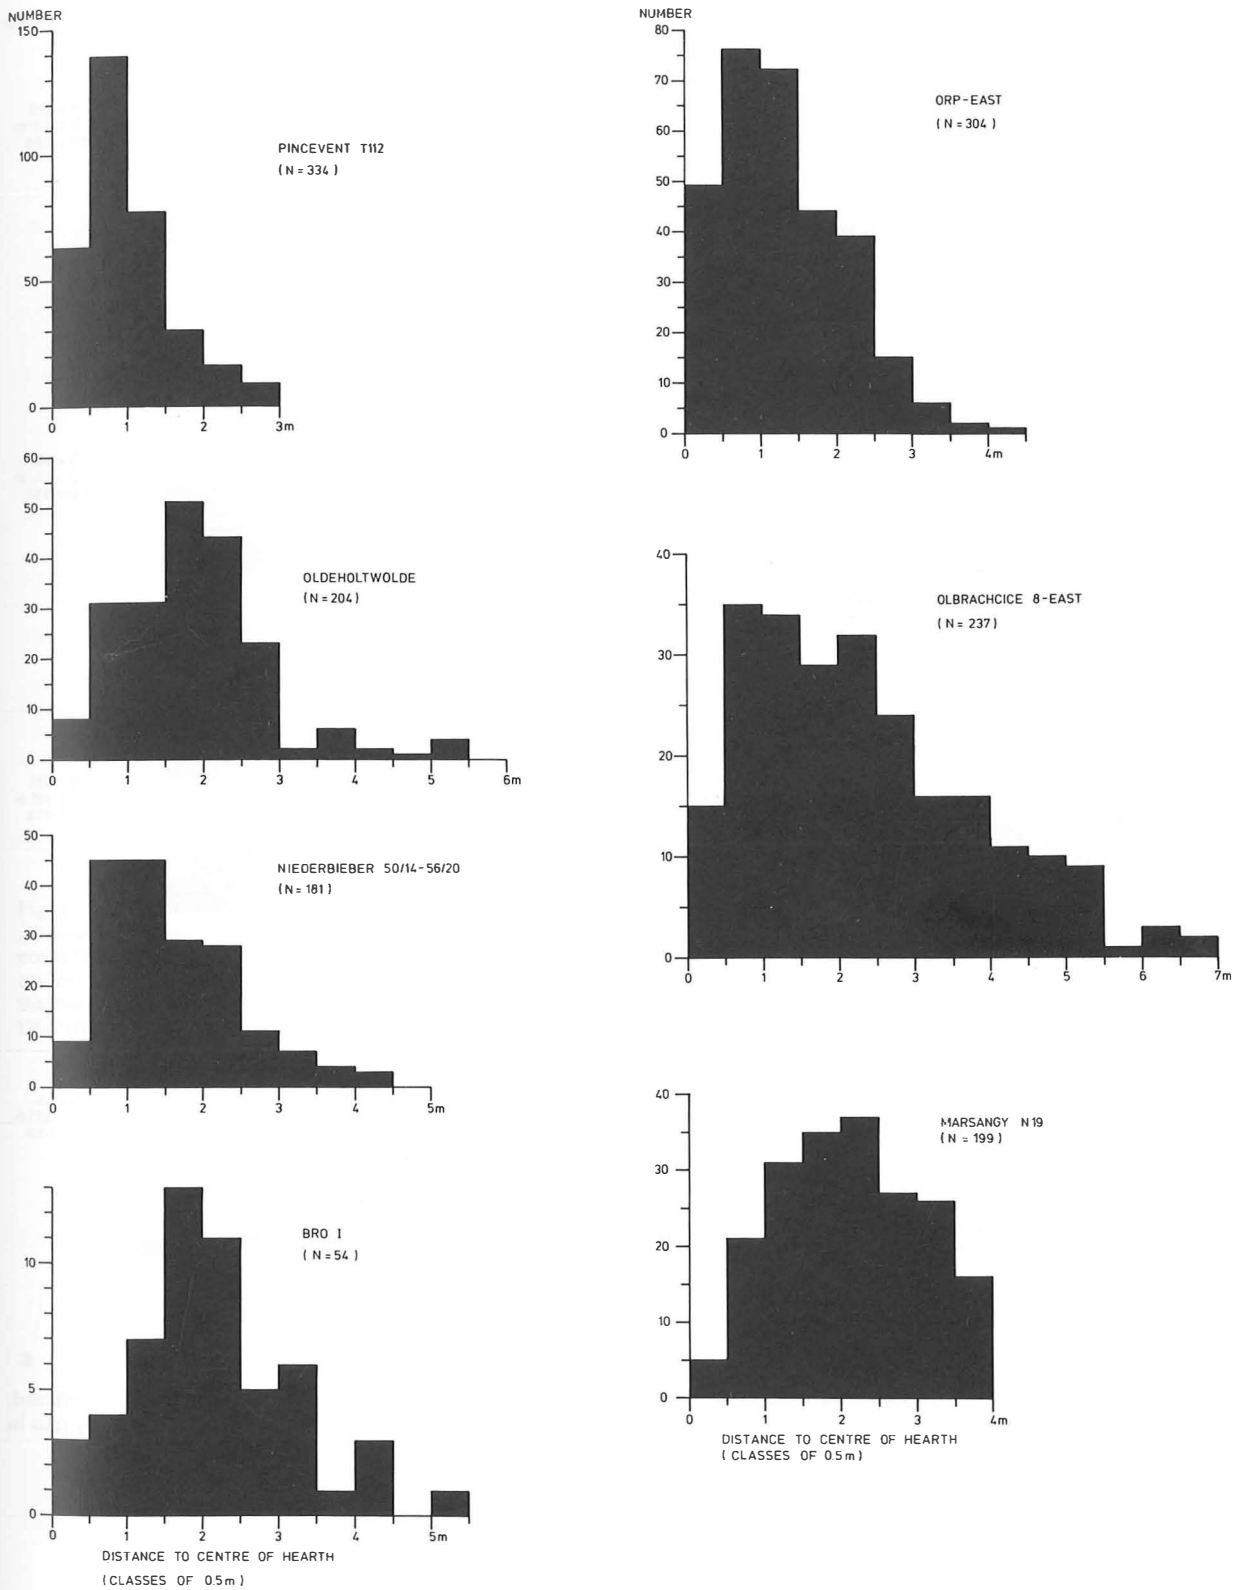 NUMBER
150
100
50
0
0 1 2 3m
PINCEVENT T112
(N = 334)
60
50
40
30
20
10
0
0 1 2 3 4 5 6m
OLDEHOLTWOLDE
(N = 204)
50
40
30
20
10
0
0 1 2 3 4 5m
NIEDERBIEBER 50/14-56/20
(N = 181)
10
5
0
0 1 2 3 4 5m
BRO I
(N = 54)
DISTANCE TO CENTRE OF HEARTH
(CLASSES OF 0.5m)
NUMBER
80
70
60
50
40
30
20
10
0
0 1 2 3 4m
ORP-EAST
(N = 304)
40
30
20
10
0
0 1 2 3 4 5 6 7m
OLBRACHCICE 8-EAST
(N = 237)
40
30
20
10
0
0 1 2 3 4m
MARSANGY N19
(N = 199)
DISTANCE TO CENTRE OF HEARTH
(CLASSES OF 0.5m)